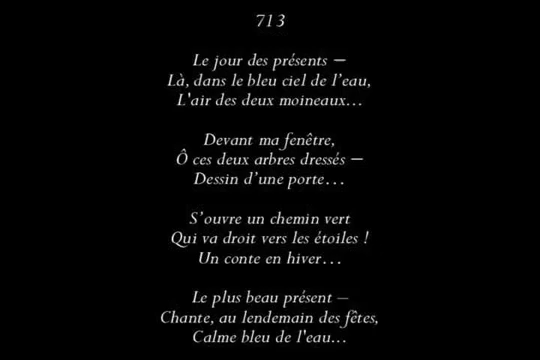 713
Le jour des présents —
Là, dans le bleu ciel de l'eau,
L'air des deux moineaux...
Devant ma fenêtre,
Ô ces deux arbres dressés —
Dessin d'une porte...
S'ouvre un chemin vert
Qui va droit vers les étoiles !
Un conte en hiver...
Le plus beau présent —
Chante, au lendemain des fêtes,
Calme bleu de l'eau...